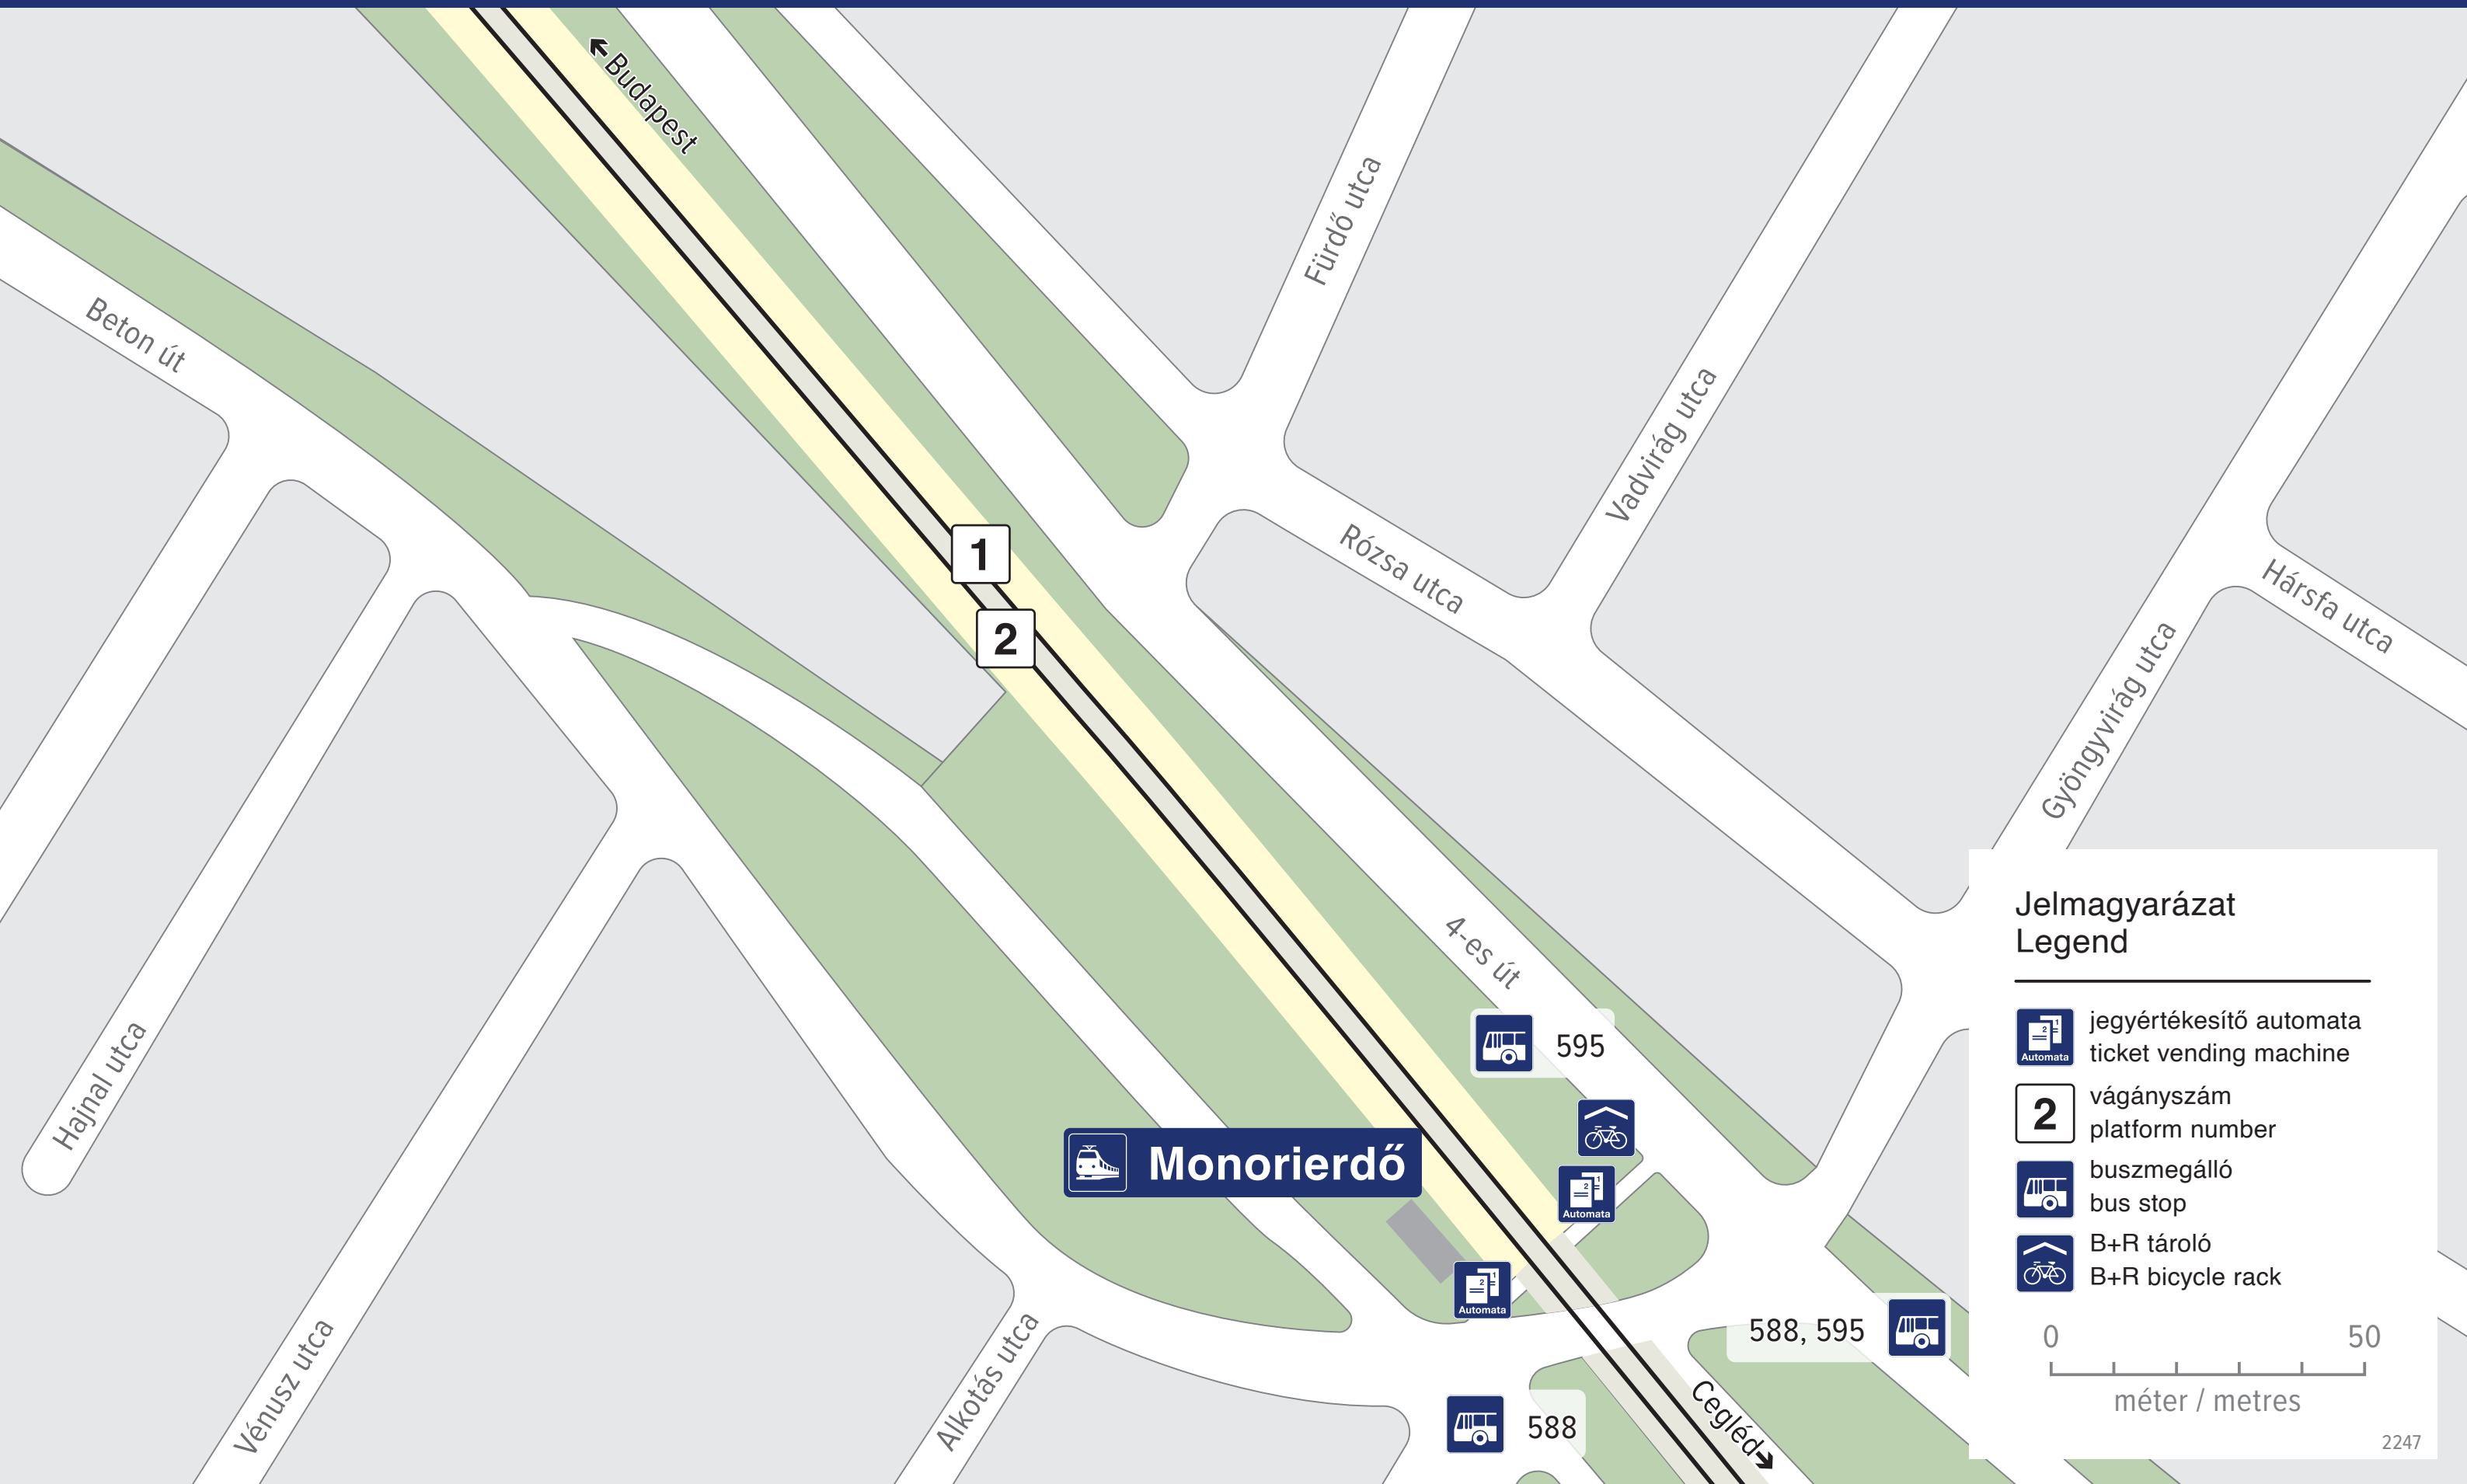 Budapest
Fürdő utca
Beton út
Vadvirág utca
Rózsa utca
1
2
Hársfa utca
Gyöngyvirág utca
4-es út
595
Automata
Monorierdő
Automata
588, 595
588
Cegléd
Hajnal utca
Vénusz utca
Alkotás utca
Jelmagyarázat
Legend
Automata
jegyértékesítő automata
ticket vending machine
2
vágányszám
platform number
buszmegálló
bus stop
B+R tároló
B+R bicycle rack
0 50
méter / metres
2247